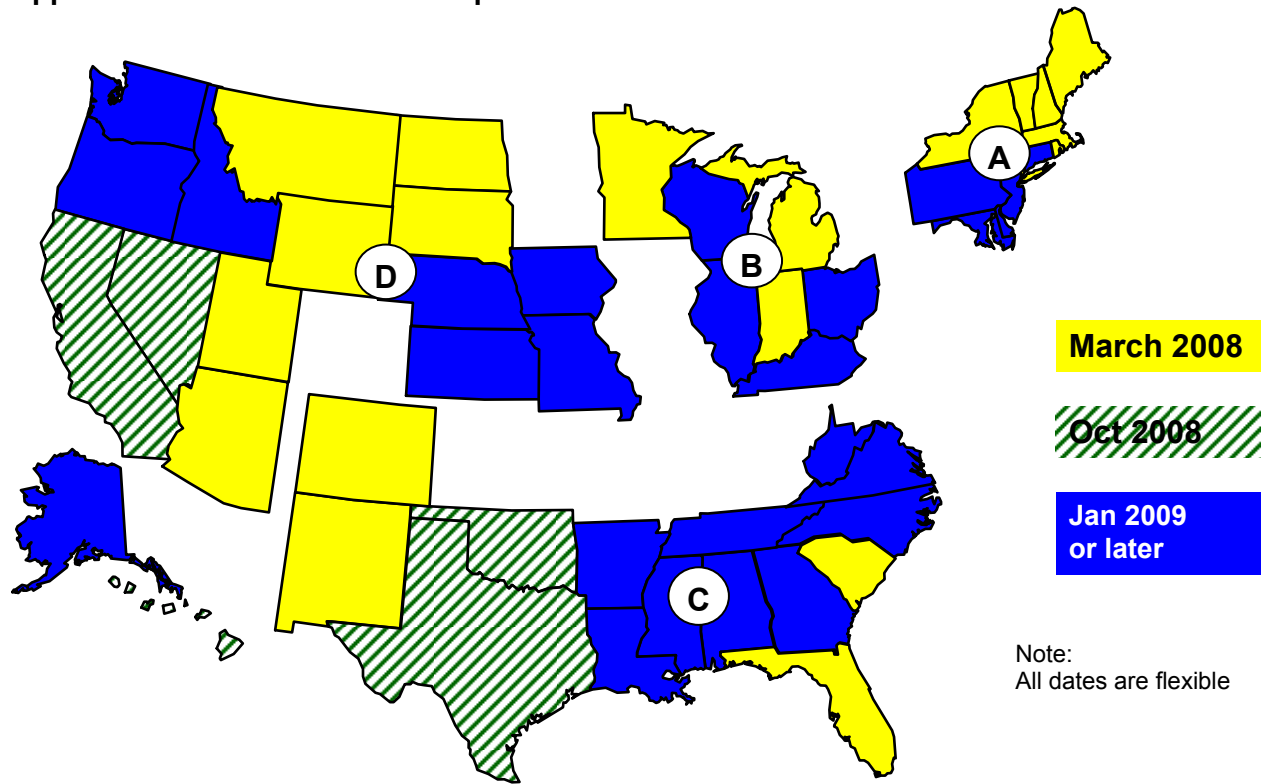 A
B
D
C
March 2008
Oct 2008
Jan 2009
or later
Note:
All dates are flexible